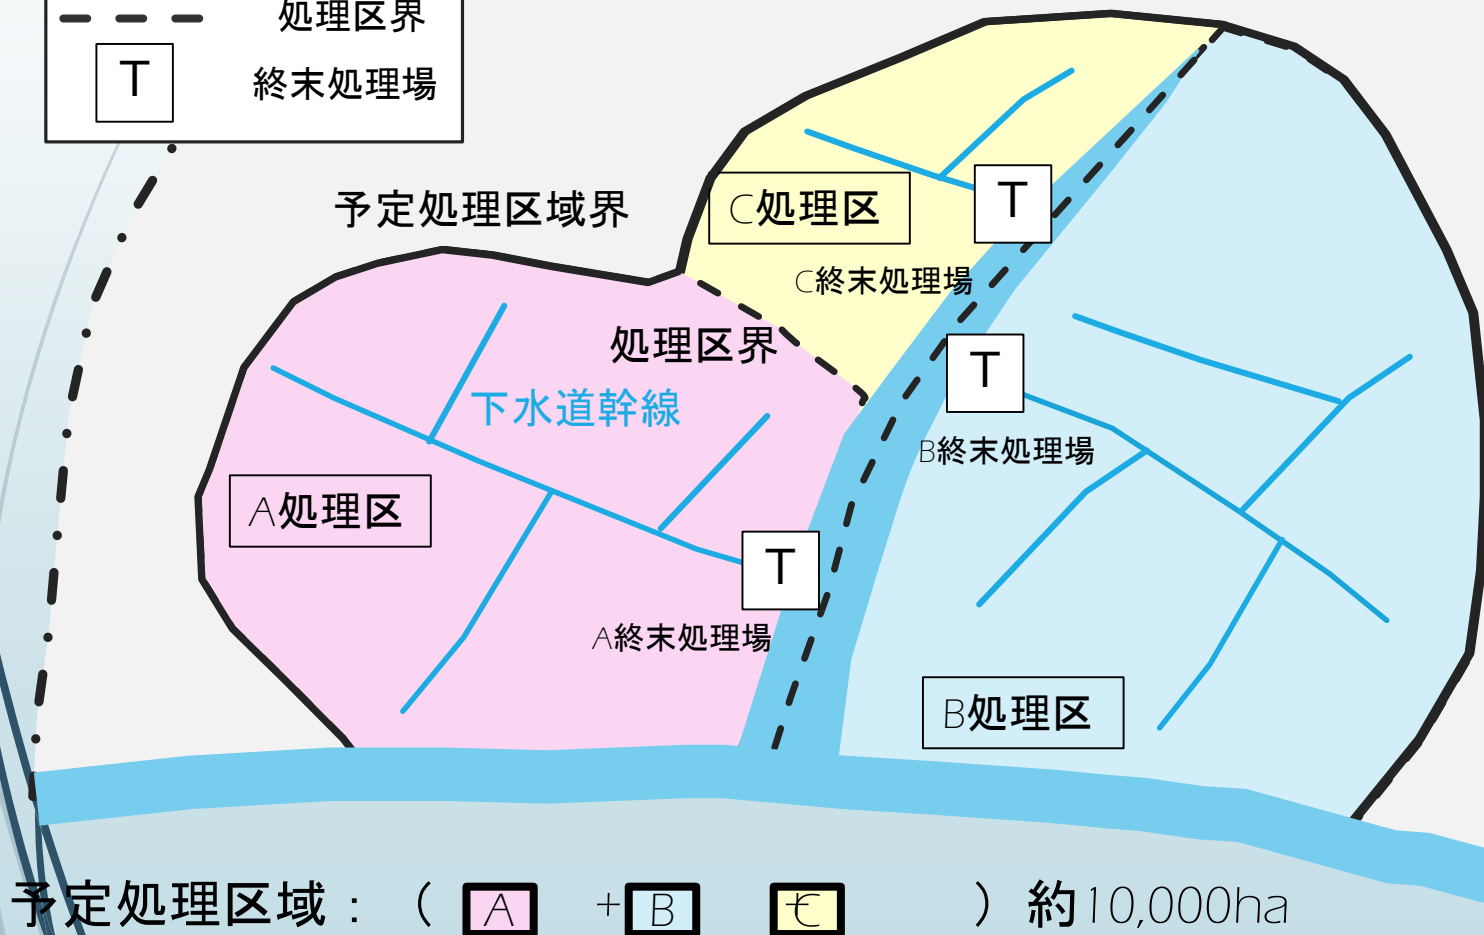 処理区界
T 終末処理場
予定処理区域界
C処理区
T
C終末処理場
処理区界
T
下水道幹線
B終末処理場
A処理区
T
A終末処理場
B処理区
予定処理区域：（ A +B +C ）約10,000ha